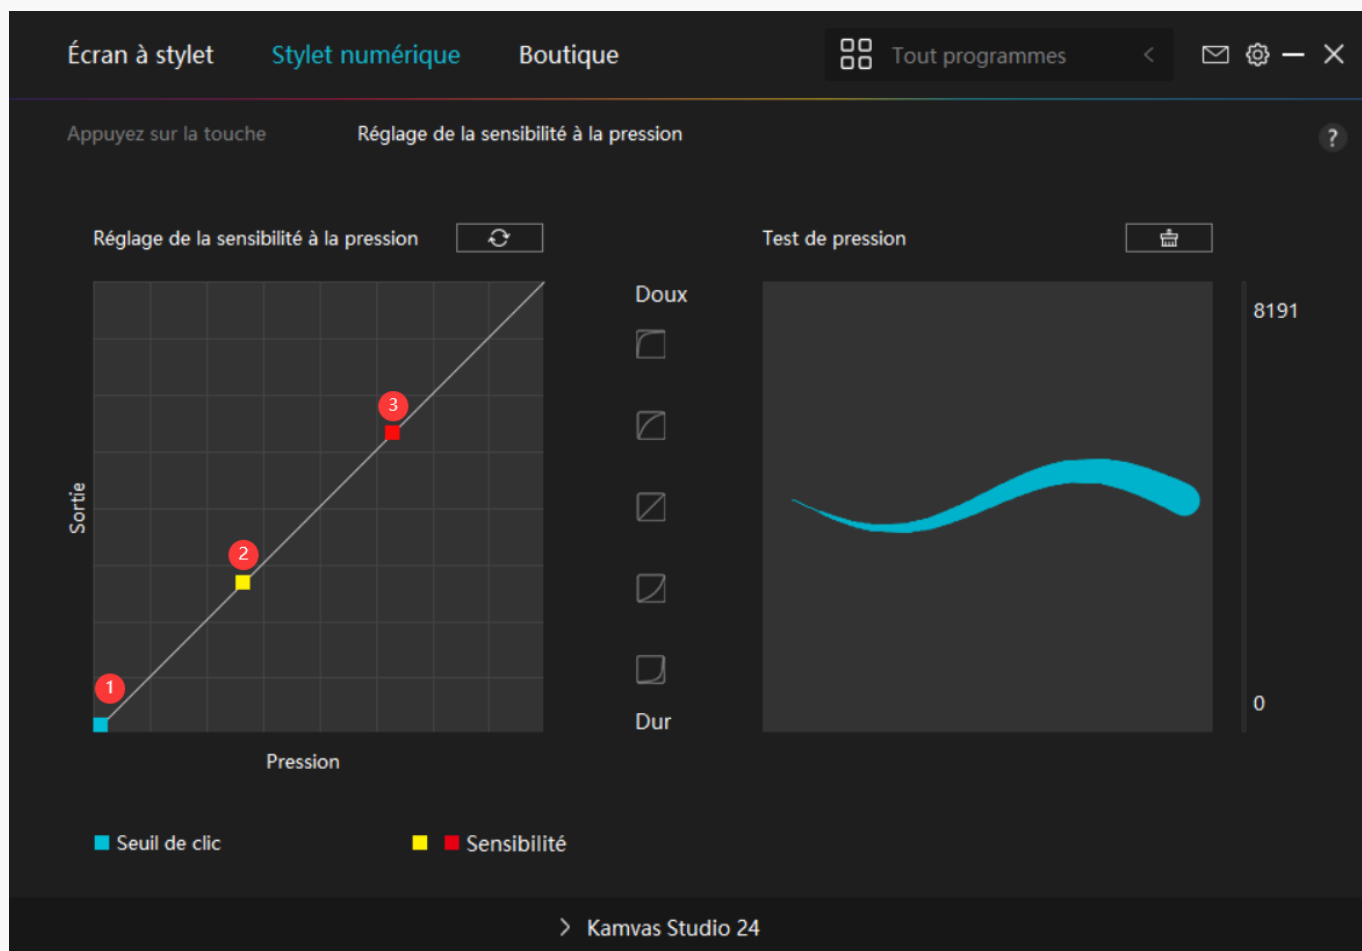 Écran à stylet Stylet numérique Boutique Tout programmes
Appuyez sur la touche Réglage de la sensibilité à la pression ?
Réglage de la sensibilité à la pression Test de pression
Doux
8191
3
Sortie
2
1
0
Dur
Pression
Seuil de clic Sensibilité
Kamvas Studio 24